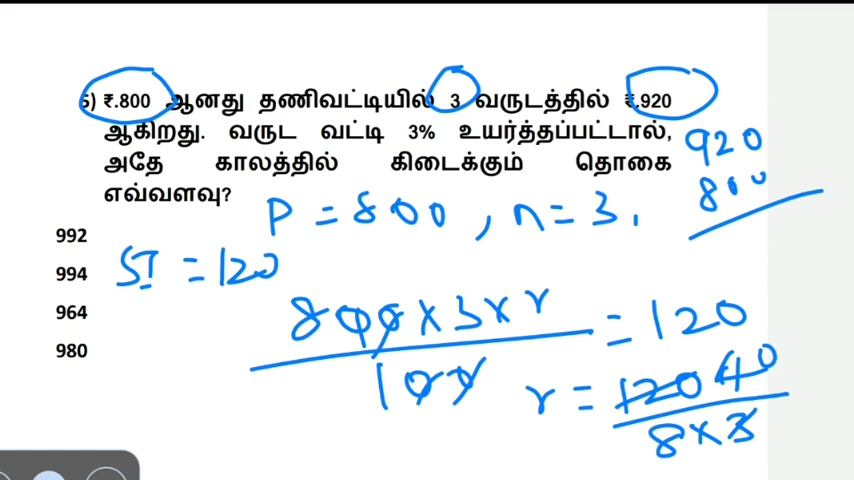 5) ₹.800 ஆனது தணிவட்டியில் 3 வருடத்தில் ₹.920
ஆகிறது. வருட வட்டி 3% உயர்த்தப்பட்டால்,
அதே காலத்தில் கிடைக்கும் தொகை
எவ்வளவு?
920
800
P = 800, n = 3.
992
994
964
980
SI = 120
800 × 3 × r
100
= 120
r = 120 40
8 × 3